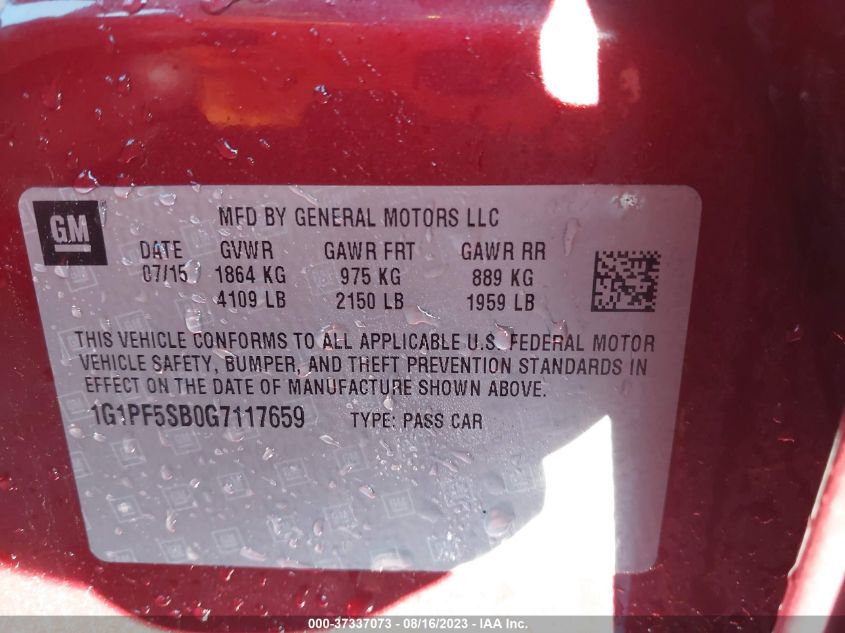 GM
MFD BY GENERAL MOTORS LLC
DATE GVWR GAWR FRT GAWR RR
07/15 1864 KG 975 KG 889 KG
4109 LB 2150 LB 1959 LB
THIS VEHICLE CONFORMS TO ALL APPLICABLE U.S. FEDERAL MOTOR
VEHICLE SAFETY, BUMPER, AND THEFT PREVENTION STANDARDS IN
EFFECT ON THE DATE OF MANUFACTURE SHOWN ABOVE.
1G1PF5SB0G7117659 TYPE: PASS CAR
000-37337073 - 08/16/2023 - IAA Inc.